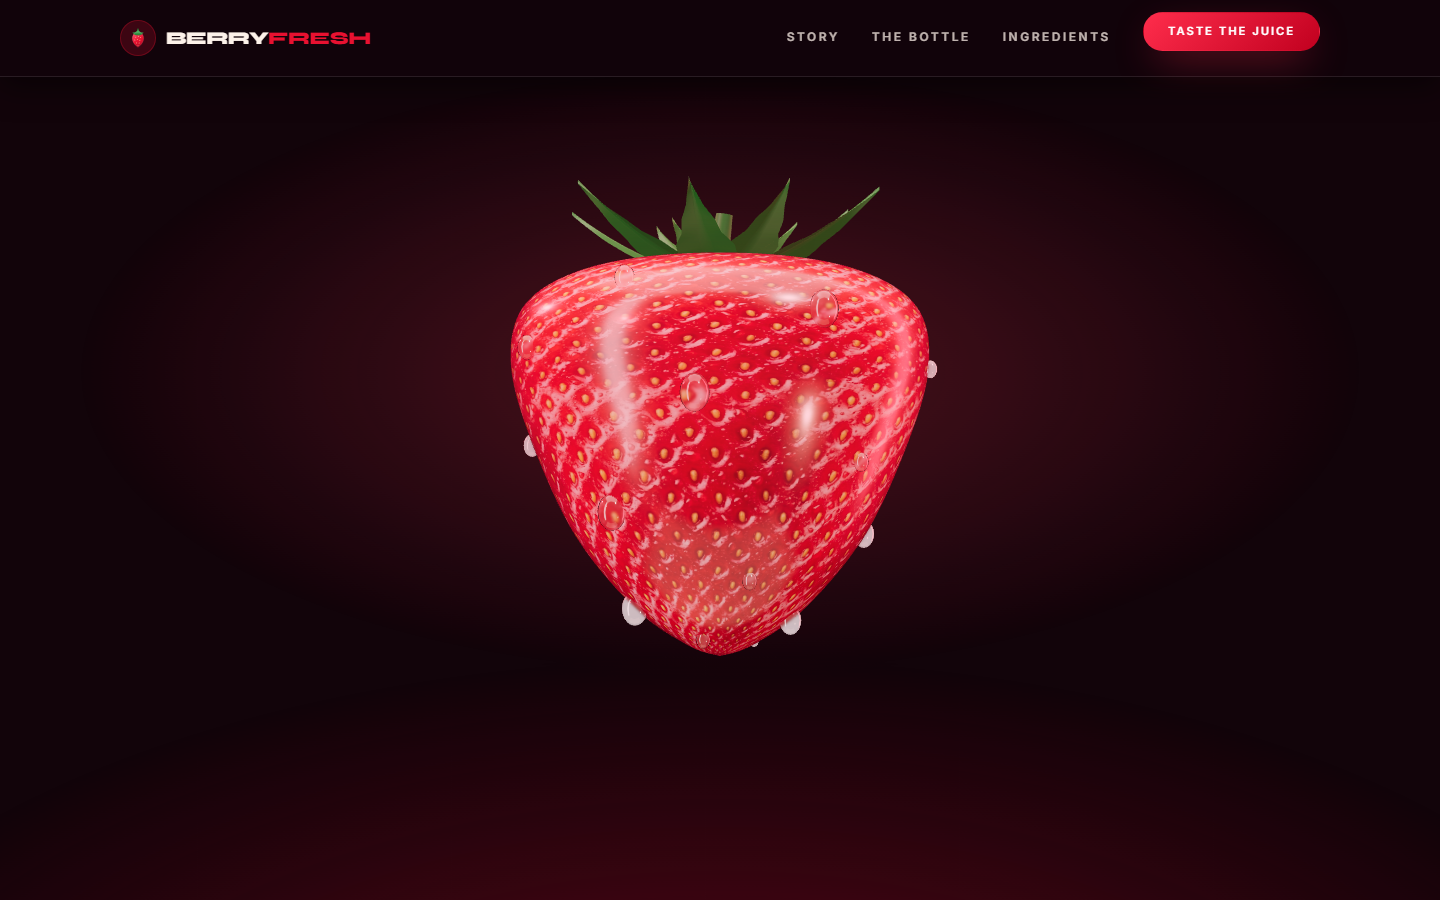 BERRYFRESH
STORY
THE BOTTLE
INGREDIENTS
TASTE THE JUICE